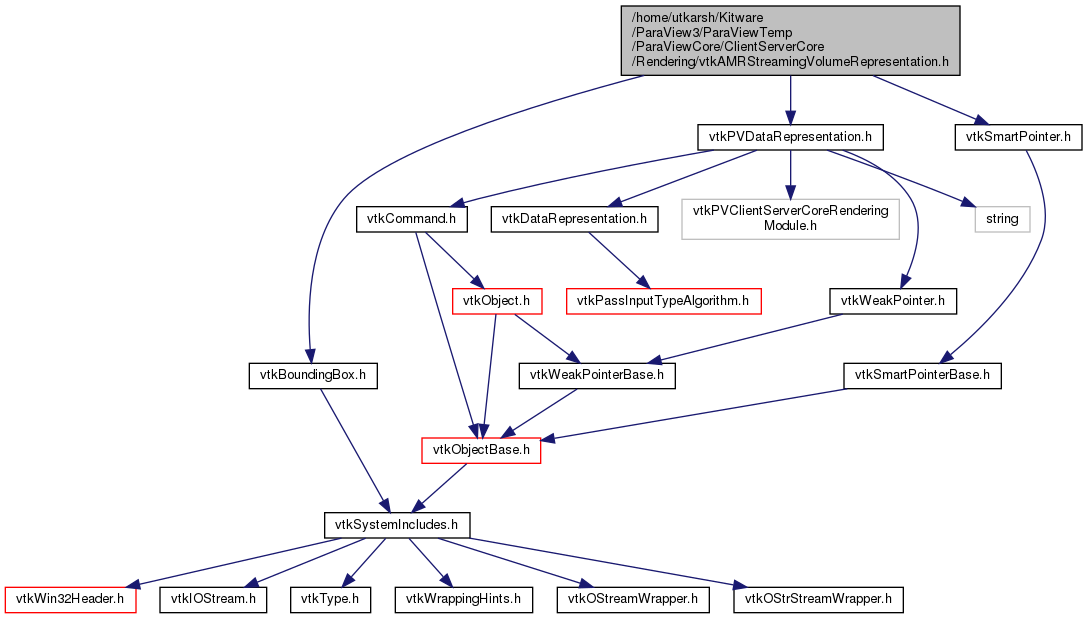 /home/utkarsh/Kitware
/ParaView3/ParaViewTemp
/ParaViewCore/ClientServerCore
/Rendering/vtkAMRStreamingVolumeRepresentation.h
vtkPVDataRepresentation.h
vtkSmartPointer.h
vtkCommand.h
vtkDataRepresentation.h
vtkPVClientServerCoreRendering
Module.h
string
vtkObject.h
vtkPassInputTypeAlgorithm.h
vtkWeakPointer.h
vtkBoundingBox.h
vtkWeakPointerBase.h
vtkSmartPointerBase.h
vtkObjectBase.h
vtkSystemIncludes.h
vtkWin32Header.h
vtkIOStream.h
vtkType.h
vtkWrappingHints.h
vtkOStreamWrapper.h
vtkOStrStreamWrapper.h